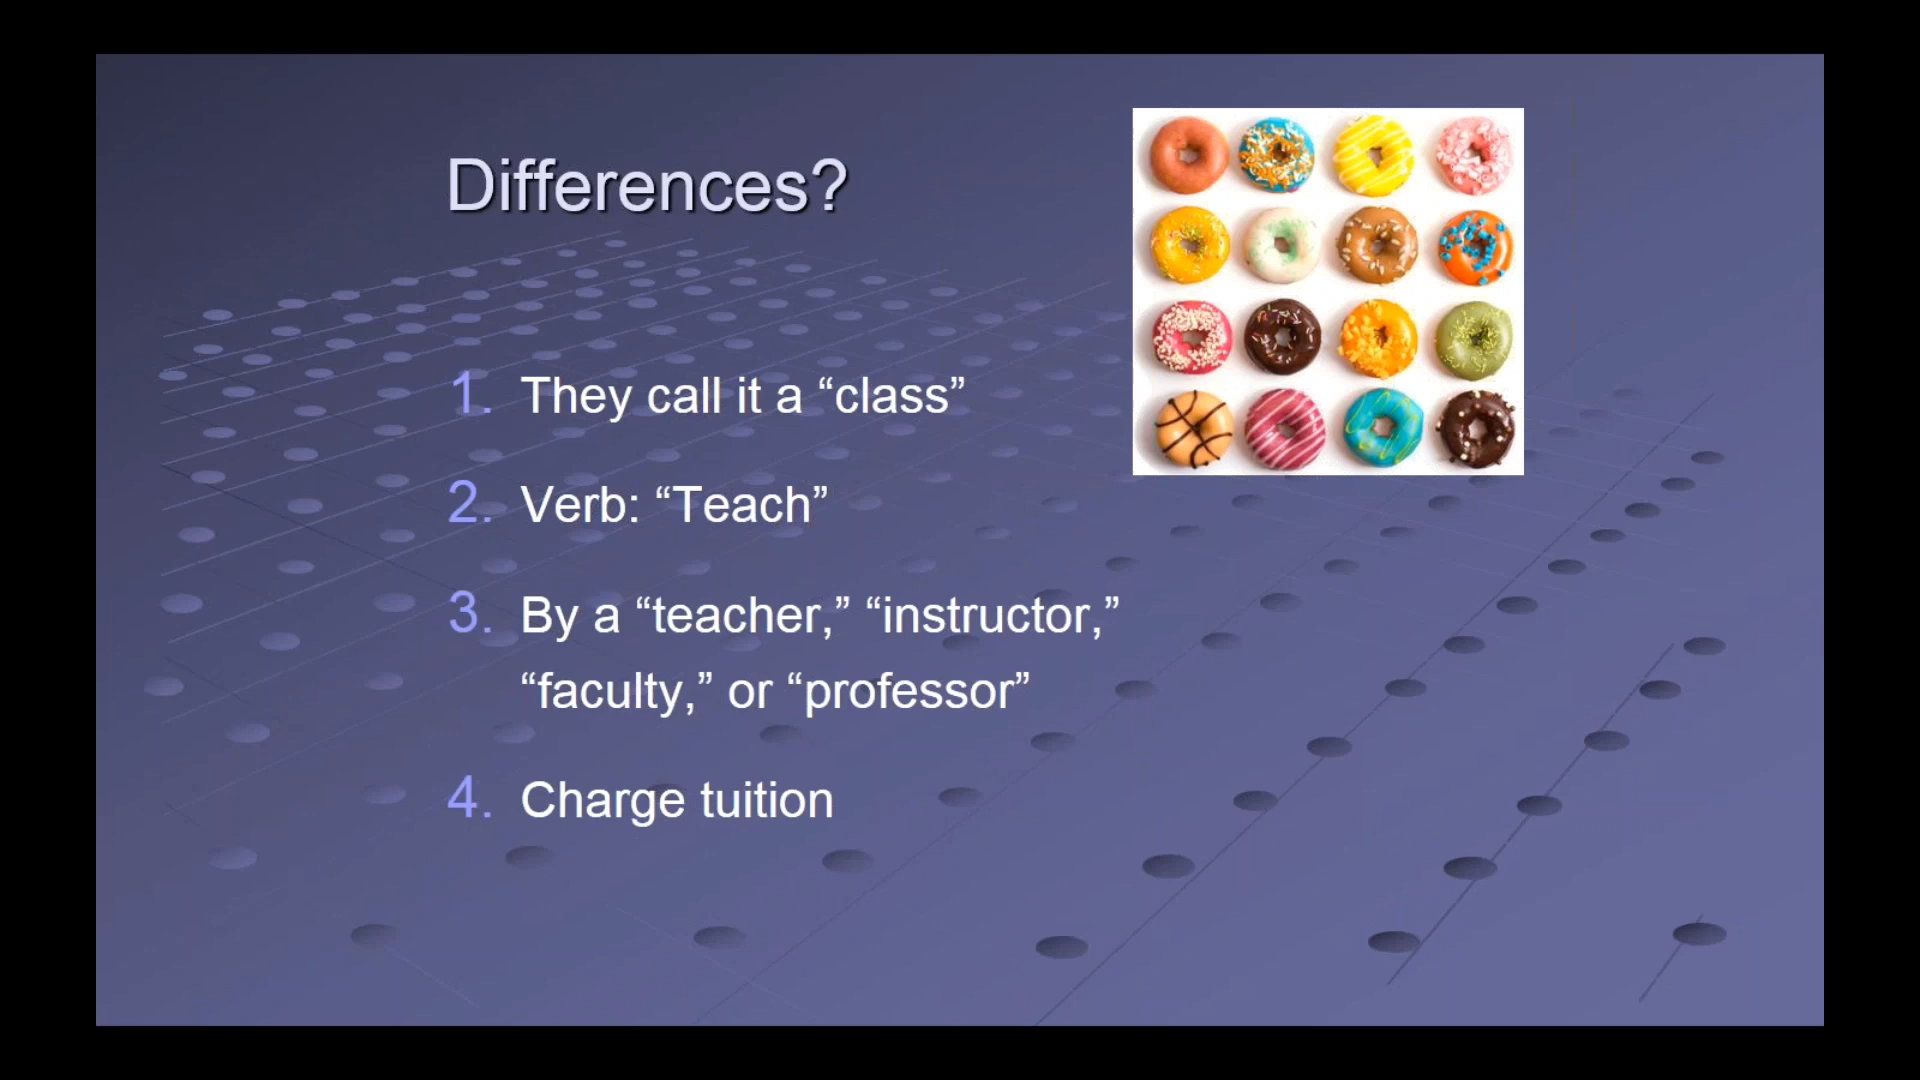 Differences?
1. They call it a “class”
2. Verb: “Teach”
3. By a “teacher,” “instructor,”
“faculty,” or “professor”
4. Charge tuition